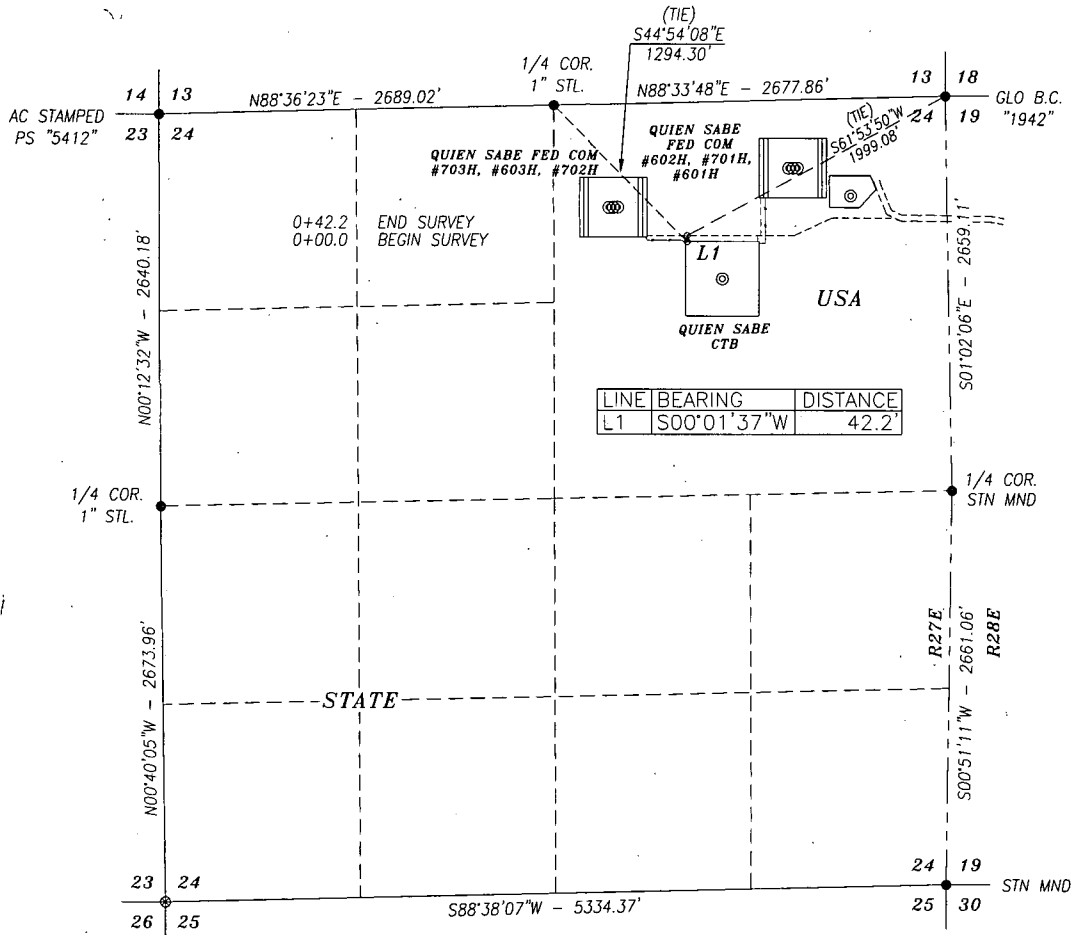 (TIE)
S44°54'08"E
1294.30'
1/4 COR.
1" STL.
14 13
N88°36'23"E - 2689.02'
N88°33'48"E - 2677.86'
13 18
AC STAMPED
PS "5412"
23 24
24 19
GLO B.C.
"1942"
(TIE)
S61°53'50"W
1999.08'
QUIEN SABE FED COM
#703H, #603H, #702H
QUIEN SABE
FED COM
#602H, #701H,
#601H
0+42.2 END SURVEY
0+00.0 BEGIN SURVEY
L1
USA
QUIEN SABE
CTB
N00°12'32"W - 2640.18'
S01°02'06"E - 2659.11'
LINE BEARING DISTANCE
L1 S00°01'37"W 42.2'
1/4 COR.
1" STL.
1/4 COR.
STN MND
N00°40'05"W - 2673.96'
STATE
R27E
R28E
S00°51'11"W - 2661.06'
23 24
26 25
S88°38'07"W - 5334.37'
24 19
25 30
STN MND